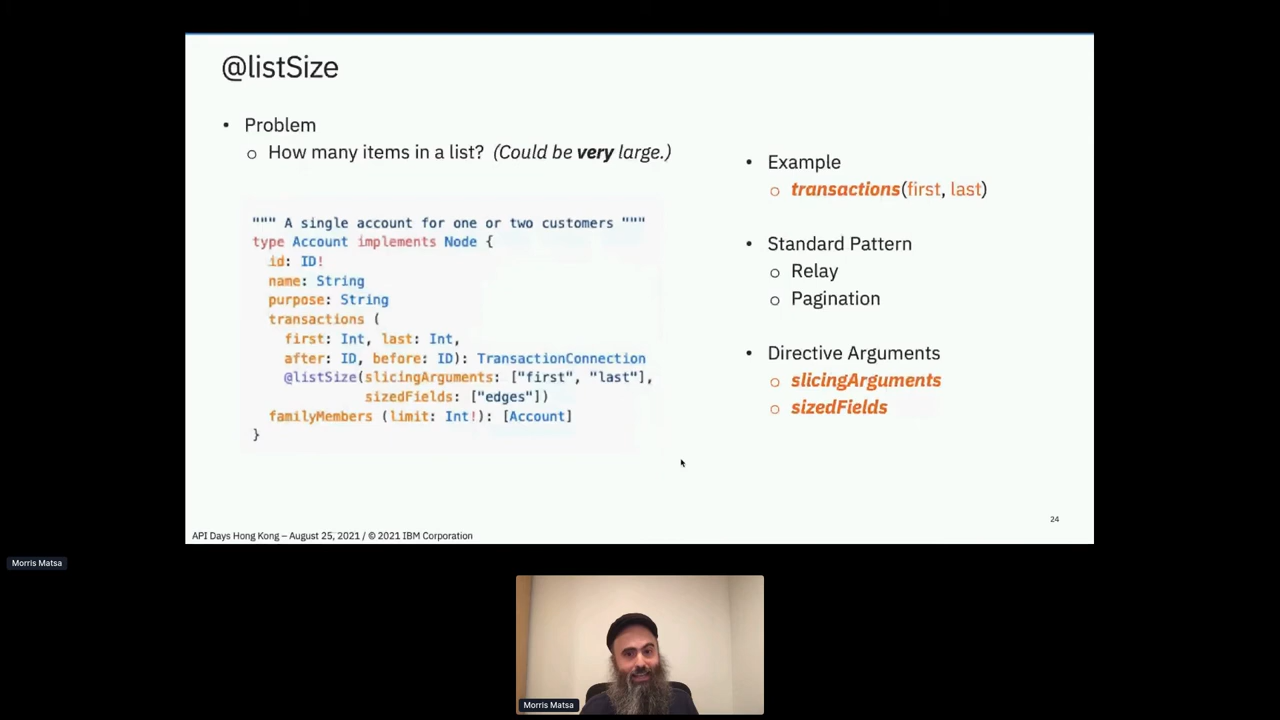 @listSize
• Problem
o How many items in a list? (Could be very large.)
""" A single account for one or two customers """
type Account implements Node {
id: ID!
name: String
purpose: String
transactions (
first: Int, last: Int,
after: ID, before: ID): TransactionConnection
@listSize(slicingArguments: ["first", "last"],
sizedFields: ["edges"])
familyMembers (limit: Int!): [Account]
}
• Example
o transactions(first, last)
• Standard Pattern
o Relay
o Pagination
• Directive Arguments
o slicingArguments
o sizedFields
24
API Days Hong Kong – August 25, 2021 / © 2021 IBM Corporation
Morris Matsa
Morris Matsa